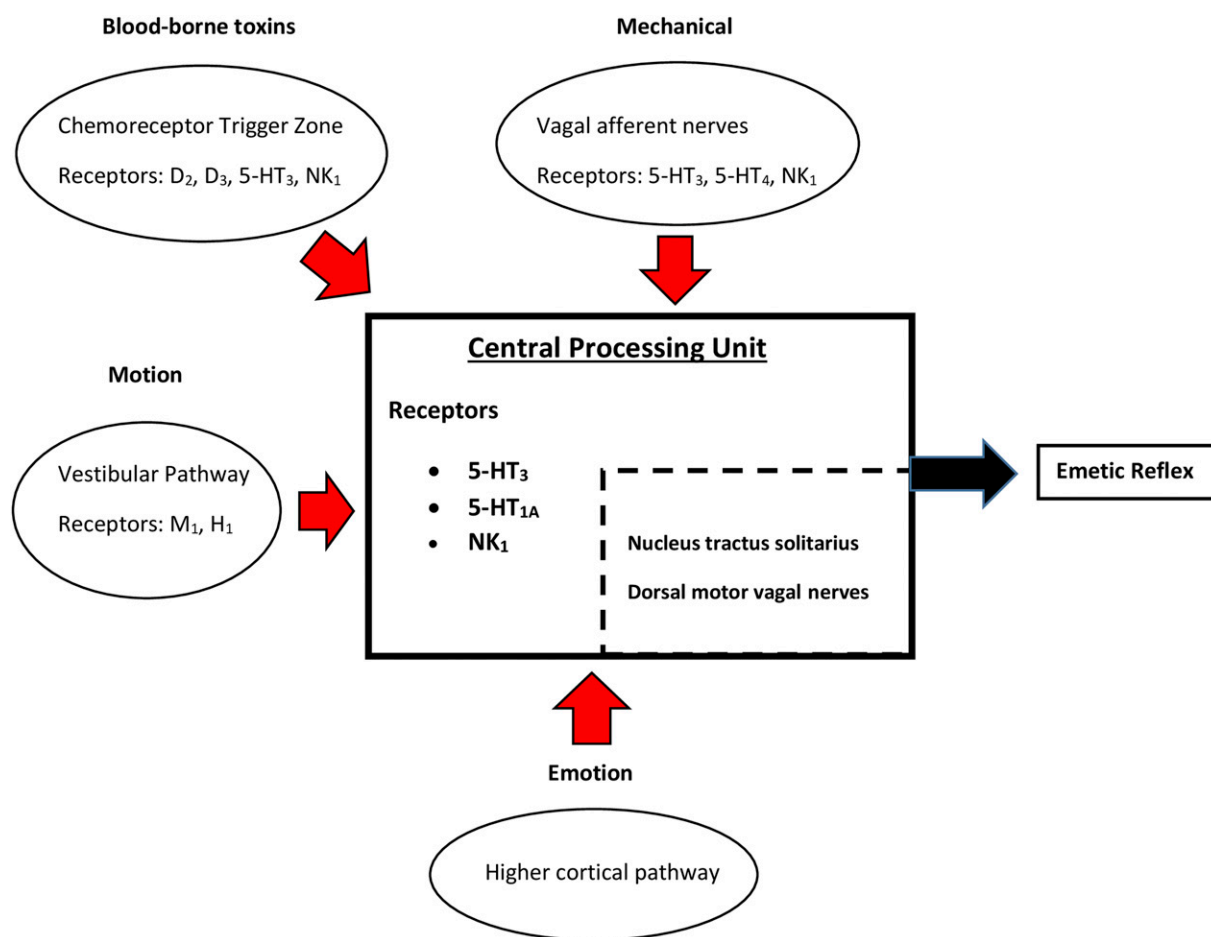 Blood-borne toxins
Mechanical
Chemoreceptor Trigger Zone
Receptors: D₂, D₃, 5-HT₃, NK₁
Vagal afferent nerves
Receptors: 5-HT₃, 5-HT₄, NK₁
Central Processing Unit
Motion
Receptors
Vestibular Pathway
Receptors: M₁, H₁
• 5-HT₃
• 5-HT₁ₐ
• NK₁
Nucleus tractus solitarius
Dorsal motor vagal nerves
Emetic Reflex
Emotion
Higher cortical pathway